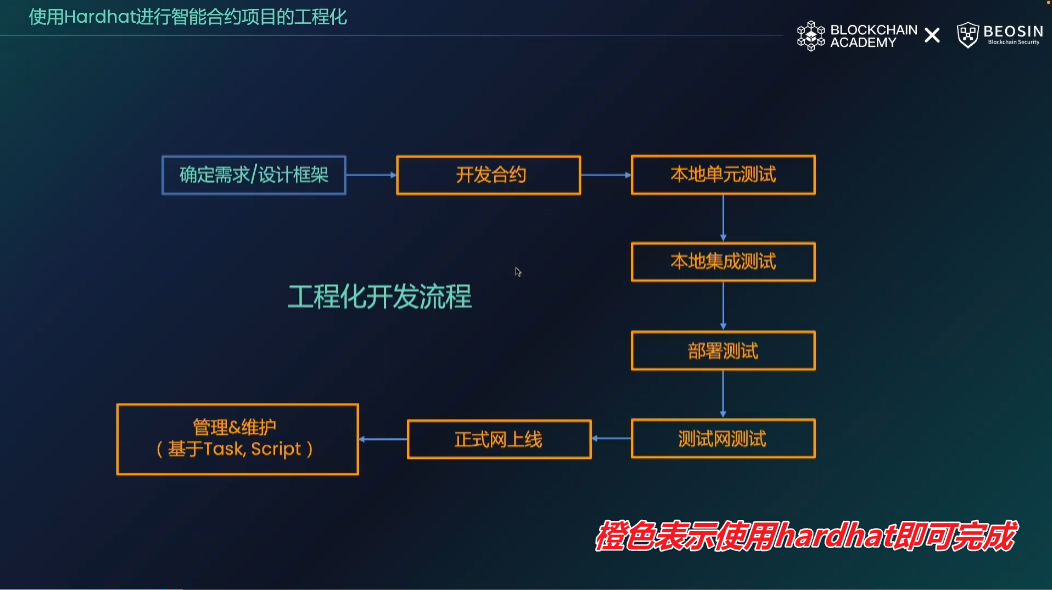 使用Hardhat进行智能合约项目的工程化
BLOCKCHAIN
ACADEMY
BEOSIN
Blockchain Security
确定需求/设计框架
开发合约
本地单元测试
本地集成测试
工程化开发流程
部署测试
管理&维护
（基于Task, Script）
正式网上线
测试网测试
橙色表示使用hardhat即可完成